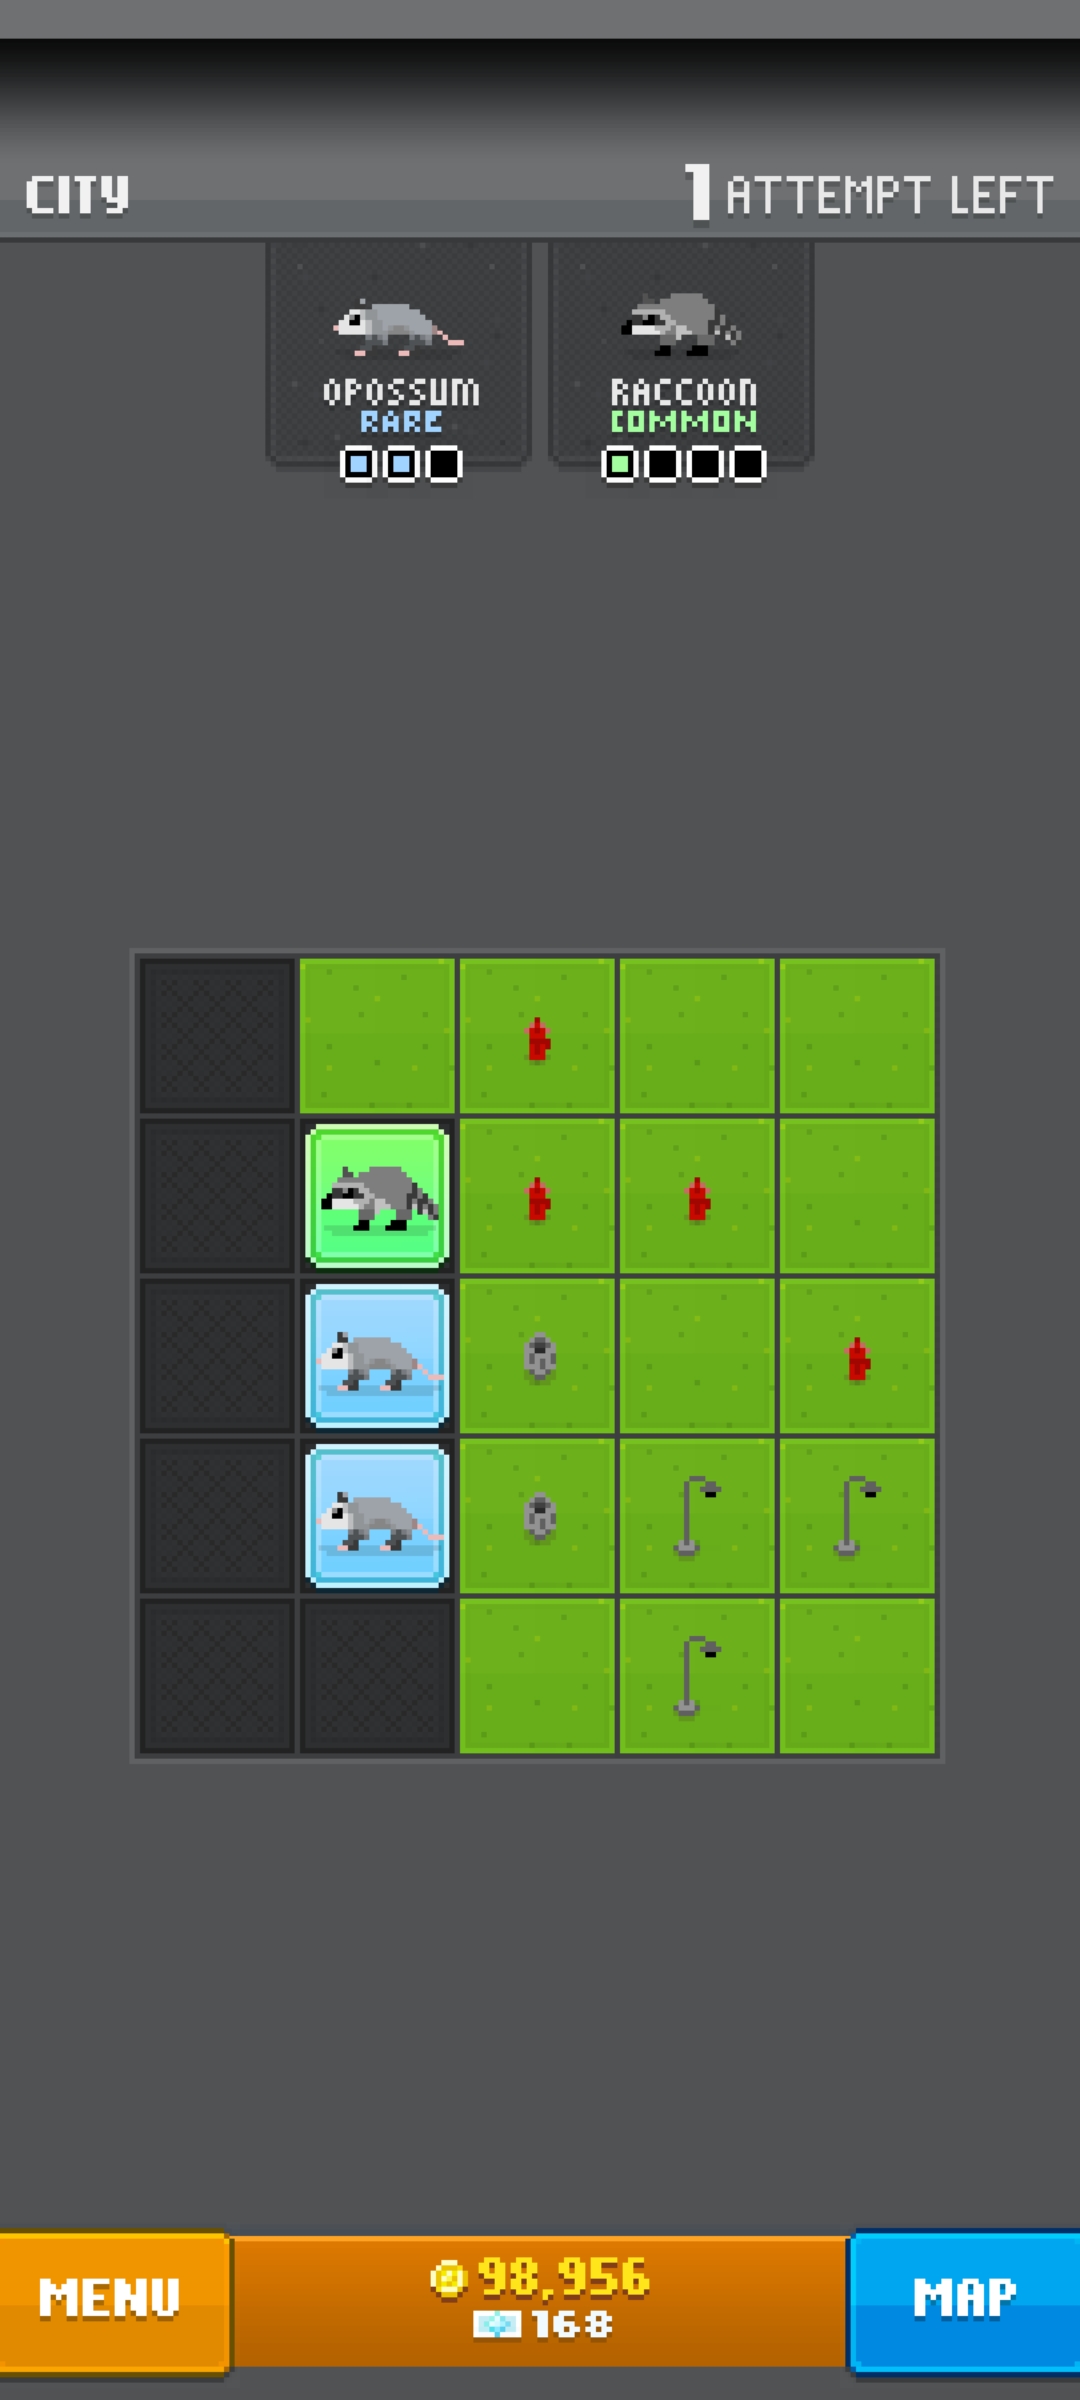 CITY
1 ATTEMPT LEFT
OPOSSUM
RARE
RACCOON
COMMON
MENU
98,956
168
MAP